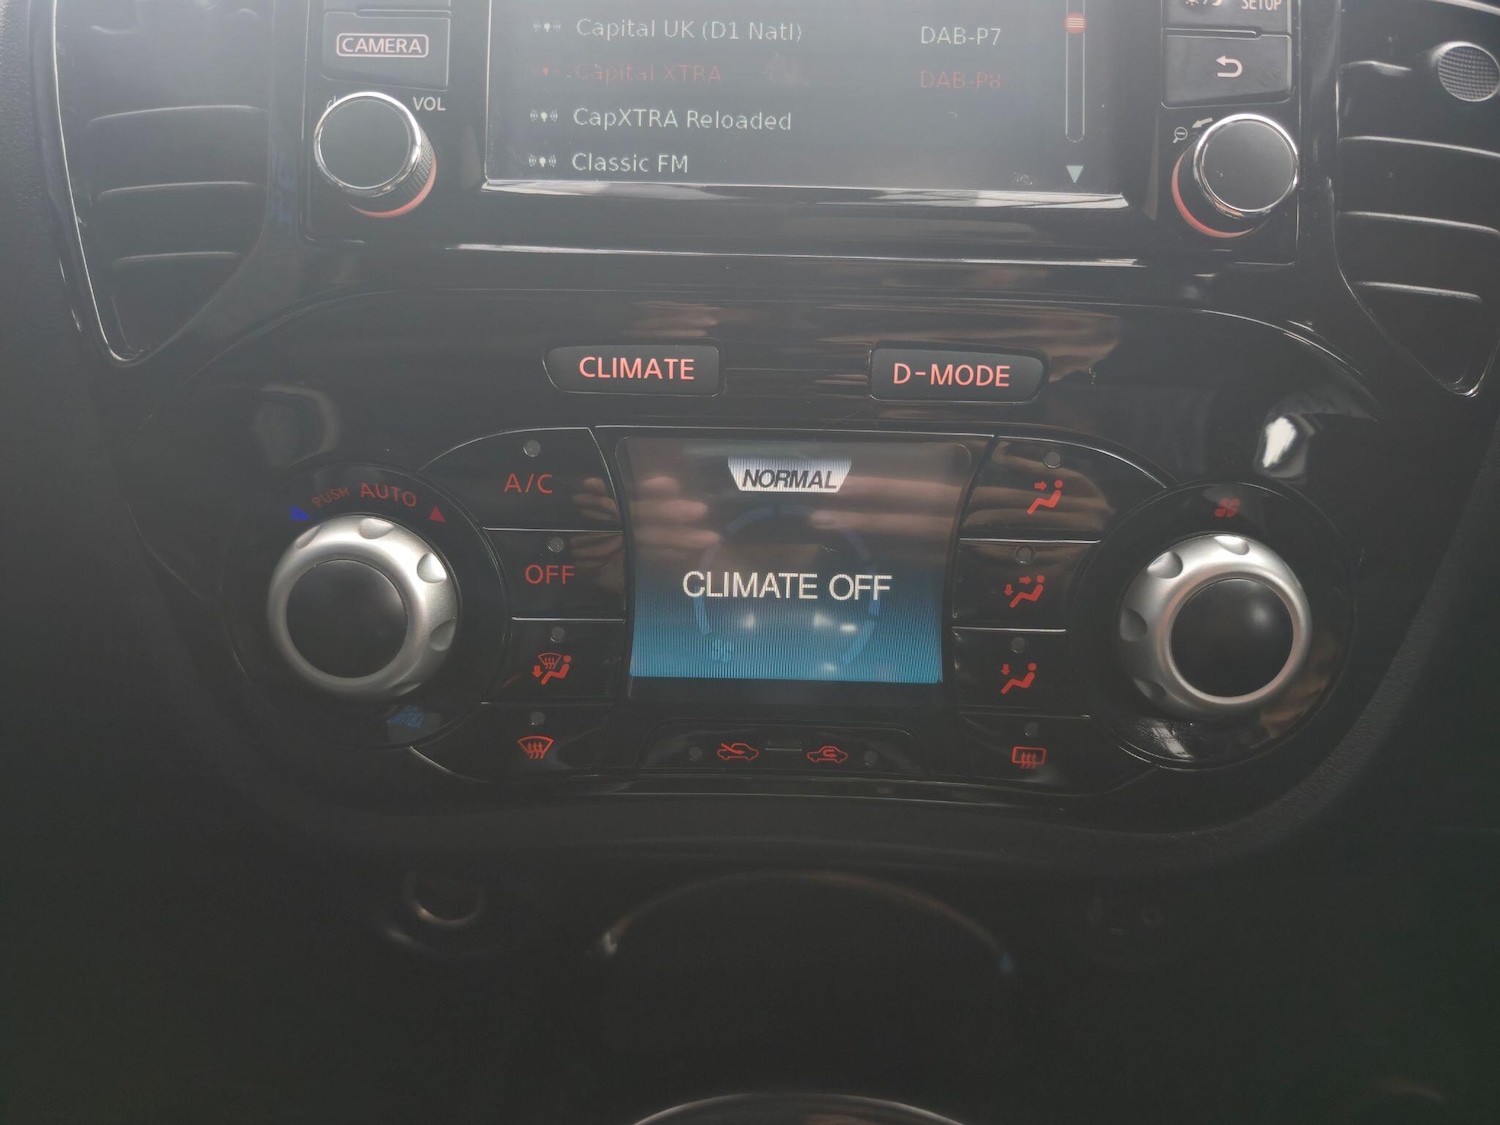 SETUP
Capital UK (D1 Natl) DAB-P7
CAMERA
Capital XTRA DAB-P8
VOL
CapXTRA Reloaded
Classic FM
CLIMATE D-MODE
NORMAL
A/C
PUSH AUTO
OFF
CLIMATE OFF